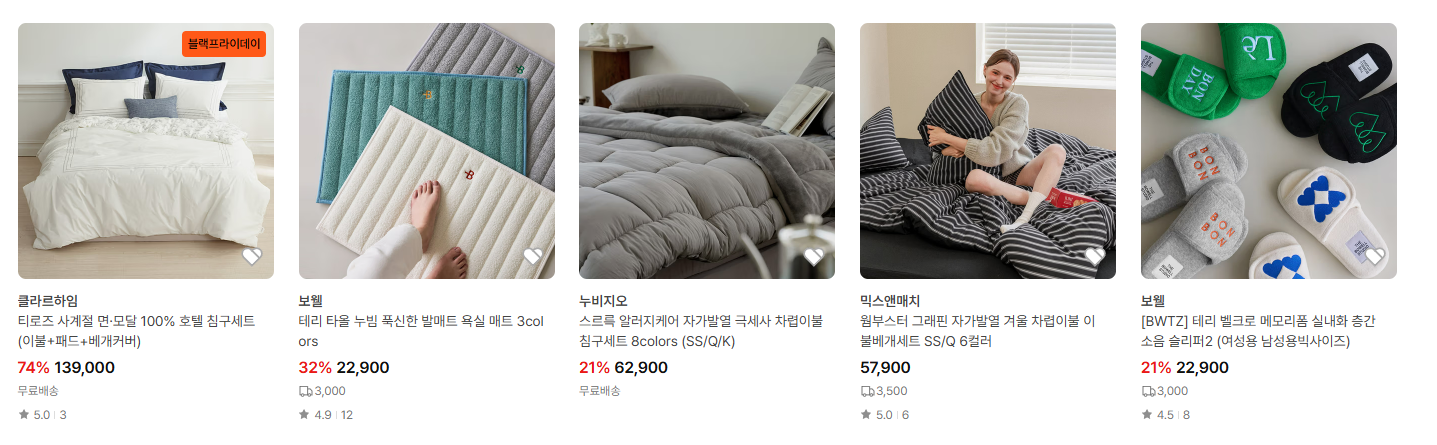 블랙프라이데이
클라르하임
티로즈 사계절 면·모달 100% 호텔 침구세트
(이불+패드+베개커버)
74% 139,000
무료배송
5.0 | 3
보웰
테리 타올 누빔 푹신한 발매트 욕실 매트 3col
ors
32% 22,900
3,000
4.9 | 12
누비지오
스르륵 알러지케어 자가발열 극세사 차렵이불
침구세트 8colors (SS/Q/K)
21% 62,900
무료배송
믹스앤매치
웜부스터 그래핀 자가발열 겨울 차렵이불 이
불베개세트 SS/Q 6컬러
57,900
3,500
5.0 | 6
Lè
BON
DAY
BON
BON
BON
BON
보웰
[BWTZ] 테리 벨크로 메모리폼 실내화 층간
소음 슬리퍼2 (여성용 남성용빅사이즈)
21% 22,900
3,000
4.5 | 8